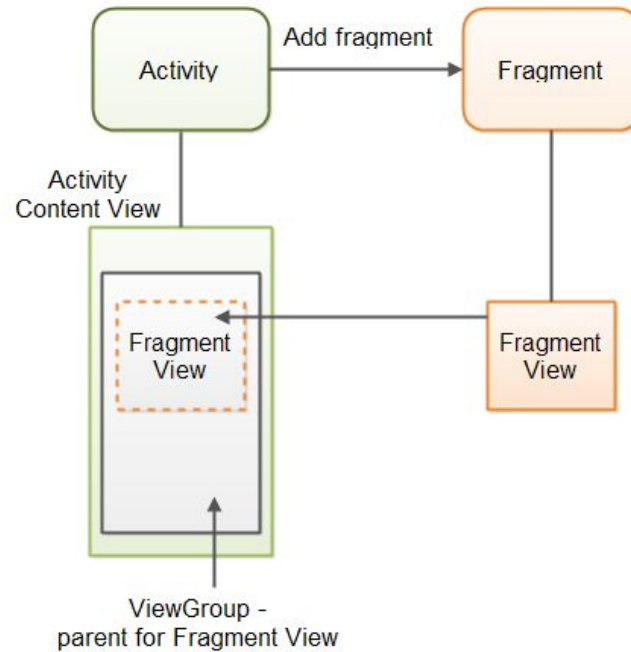 Activity
Add fragment
Fragment
Activity
Content View
Fragment
View
Fragment
View
ViewGroup -
parent for Fragment View